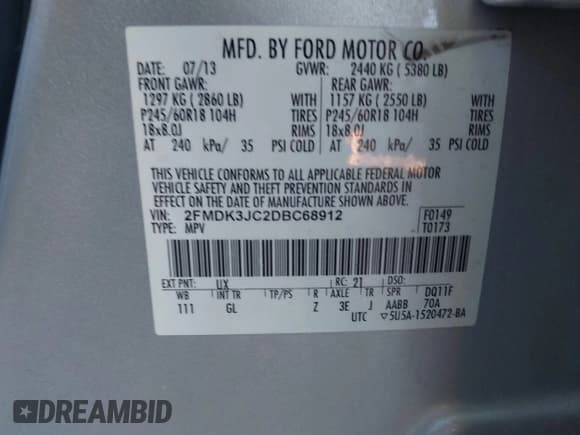 MFD. BY FORD MOTOR CO.
DATE: 07/13 GVWR: 2440 KG ( 5380 LB)
FRONT GAWR: REAR GAWR:
1297 KG ( 2860 LB) WITH 1157 KG ( 2550 LB) WITH
P245/60R18 104H TIRES P245/60R18 104H TIRES
18x8.0J RIMS 18x8.0J RIMS
AT 240 kPa/ 35 PSI COLD AT 240 kPa/ 35 PSI COLD
THIS VEHICLE CONFORMS TO ALL APPLICABLE FEDERAL MOTOR
VEHICLE SAFETY AND THEFT PREVENTION STANDARDS IN
EFFECT ON THE DATE OF MANUFACTURE SHOWN ABOVE.
VIN: 2FMDK3JC2DBC68912 F0149
TYPE: MPV T0173
EXT PNT: UX RC: 21 DSO:
WB INT TR TP/PS R AXLE TR SPR DQ11F
111 GL Z 3E J AABB 70A
UTC ▽5U5A-1520472-BA
DREAMBID